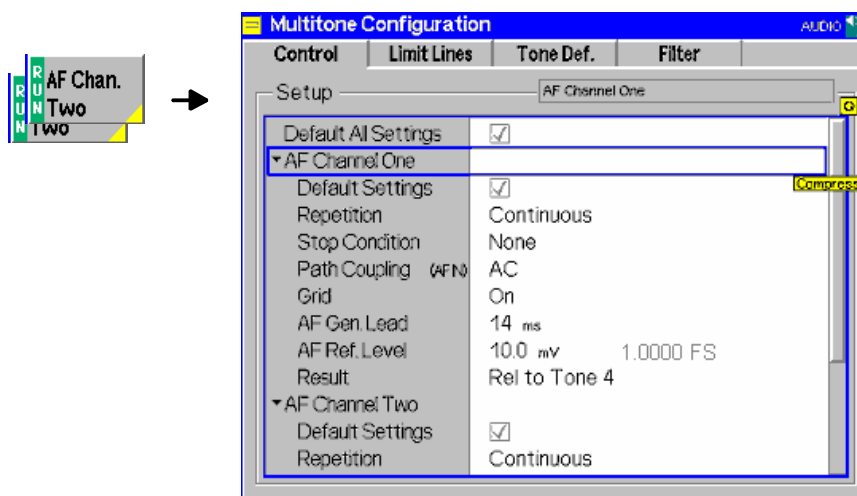 Multitone Configuration
AUDIO
Control Limit Lines Tone Def. Filter
RUN RUN AF Chan.
Two
Two
Setup AF Channel One
Default All Settings
AF Channel One
Compress
Default Settings
Repetition Continuous
Stop Condition None
Path Coupling (AF IN) AC
Grid On
AF Gen. Lead 14 ms
AF Ref. Level 10.0 mV 1.0000 FS
Result Rel to Tone 4
AF Channel Two
Default Settings
Repetition Continuous